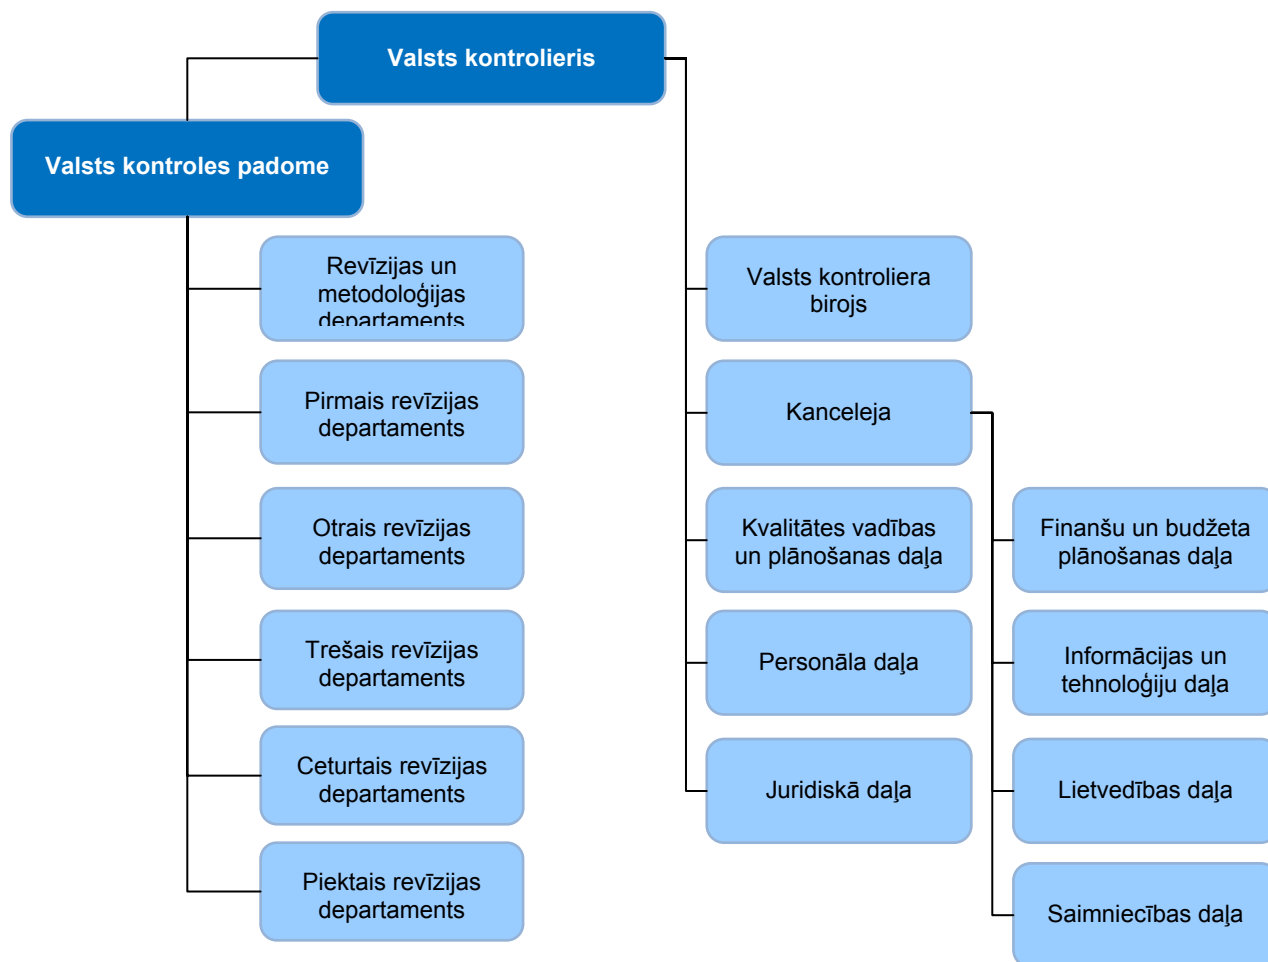 Valsts kontrolieris
Valsts kontroles padome
Revīzijas un
metodoloģijas
departaments
Pirmais revīzijas
departaments
Otrais revīzijas
departaments
Trešais revīzijas
departaments
Ceturtais revīzijas
departaments
Piektais revīzijas
departaments
Valsts kontroliera
birojs
Kanceleja
Kvalitātes vadības
un plānošanas daļa
Personāla daļa
Juridiskā daļa
Finanšu un budžeta
plānošanas daļa
Informācijas un
tehnoloģiju daļa
Lietvedības daļa
Saimniecības daļa